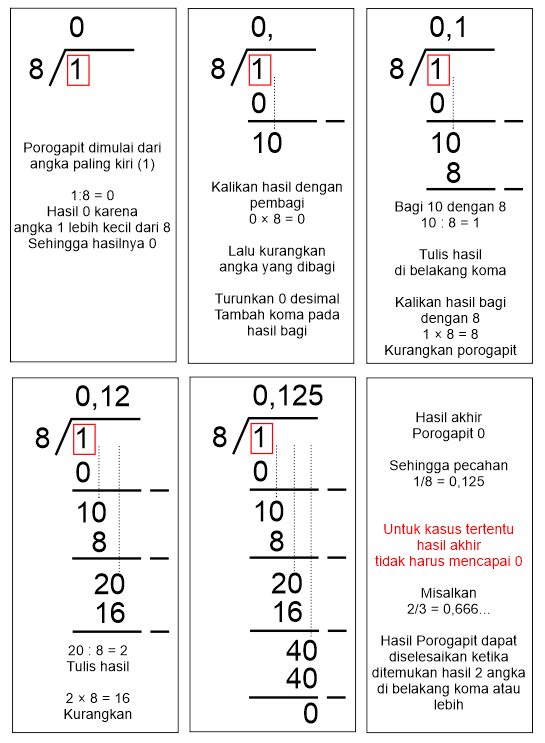 0
8 1
Porogapit dimulai dari
angka paling kiri (1)
1:8 = 0
Hasil 0 karena
angka 1 lebih kecil dari 8
Sehingga hasilnya 0
0,
8 1
0
10
Kalikan hasil dengan
pembagi
0 × 8 = 0
Lalu kurangkan
angka yang dibagi
Turunkan 0 desimal
Tambah koma pada
hasil bagi
0,1
8 1
0
10
8
Bagi 10 dengan 8
10 : 8 = 1
Tulis hasil
di belakang koma
Kalikan hasil bagi
dengan 8
1 × 8 = 8
Kurangkan porogapit
0,12
8 1
0
10
8
20
16
20 : 8 = 2
Tulis hasil
2 × 8 = 16
Kurangkan
0,125
8 1
0
10
8
20
16
40
40
0
Hasil akhir
Porogapit 0
Sehingga pecahan
1/8 = 0,125
Untuk kasus tertentu
hasil akhir
tidak harus mencapai 0
Misalkan
2/3 = 0,666...
Hasil Porogapit dapat
diselesaikan ketika
ditemukan hasil 2 angka
di belakang koma atau
lebih